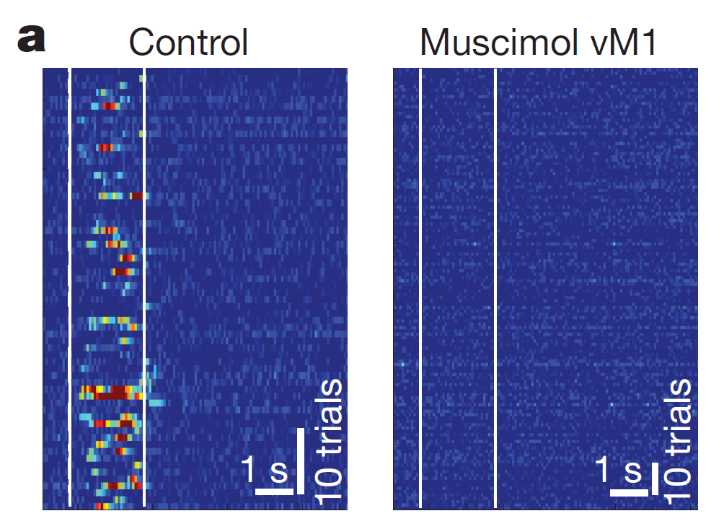 a
Control
Muscimol vM1
1 s
10 trials
1 s
10 trials